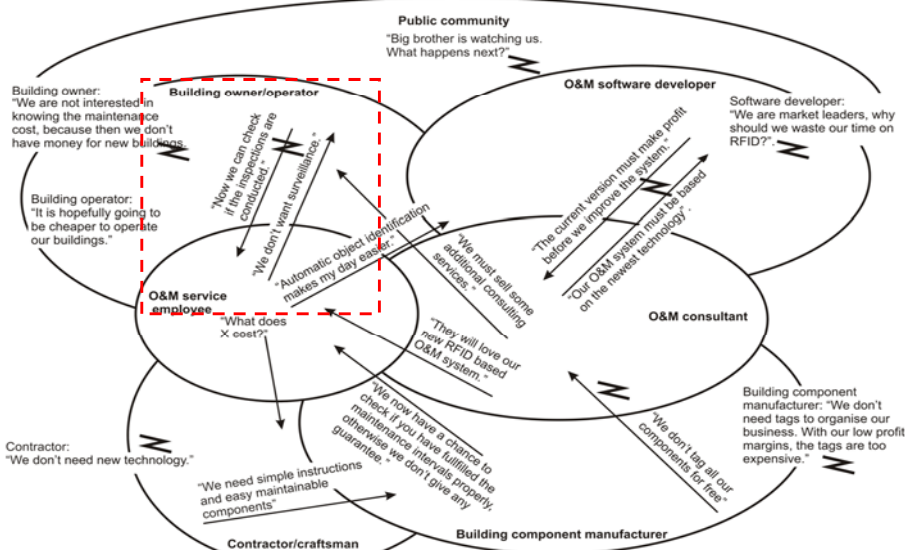 Public community
“Big brother is watching us.
What happens next?”
Building owner:
“We are not interested in
knowing the maintenance
cost, because then we don’t
have money for new buildings.
Building owner/operator
O&M software developer
Software developer:
“We are market leaders, why
should we waste our time on
RFID?”.
“Now we can check
if the inspections are
conducted.”
“We don’t want surveillance.”
“The current version must make profit
before we improve the system.”
“Our O&M system must be based
on the newest technology”.
Building operator:
“It is hopefully going to
be cheaper to operate
our buildings.”
“Automatic object identification
makes my day easier.”
“We must sell some
additional consulting
services.”
O&M service
employee
“What does
X cost?”
O&M consultant
“They will love our
new RFID based
O&M system.”
“We now have a chance to
check if you have fullfilled the
maintenance intervals properly,
otherwise we don’t give any
guarantee.”
“We don’t tag all our
components for free”
Building component
manufacturer: “We don’t
need tags to organise our
business. With our low profit
margins, the tags are too
expensive.”
Contractor:
“We don’t need new technology.”
“We need simple instructions
and easy maintainable
components”
Building component manufacturer
Contractor/craftsman